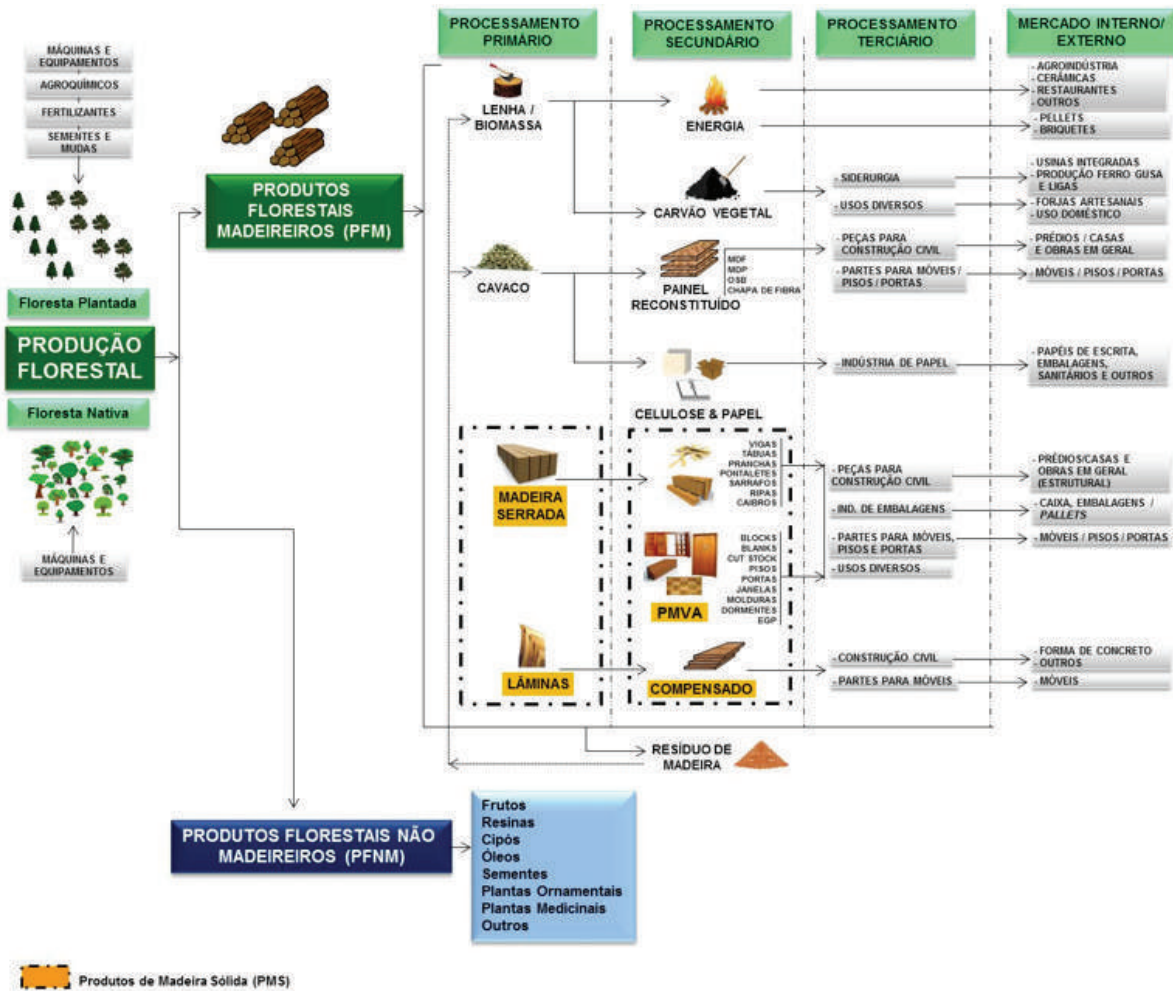 PROCESSAMENTO
PRIMÁRIO
PROCESSAMENTO
SECUNDÁRIO
PROCESSAMENTO
TERCIÁRIO
MERCADO INTERNO/
EXTERNO
MÁQUINAS E
EQUIPAMENTOS
AGROQUÍMICOS
FERTILIZANTES
SEMENTES E
MUDAS
Floresta Plantada
PRODUÇÃO
FLORESTAL
Floresta Nativa
MÁQUINAS E
EQUIPAMENTOS
PRODUTOS
FLORESTAIS
MADEIREIROS (PFM)
LENHA /
BIOMASSA
ENERGIA
- AGROINDÚSTRIA
- CERÂMICAS
- RESTAURANTES
- OUTROS
- PELLETS
- BRIQUETES
CARVÃO VEGETAL
- SIDERURGIA
- USOS DIVERSOS
- USINAS INTEGRADAS
- PRODUÇÃO FERRO GUSA
E LIGAS
- FORJAS ARTESANAIS
- USO DOMÉSTICO
CAVACO
MDF
MDP
OSB
CHAPA DE FIBRA
PAINEL
RECONSTITUÍDO
- PEÇAS PARA
CONSTRUÇÃO CIVIL
- PARTES PARA MÓVEIS /
PISOS / PORTAS
- PRÉDIOS / CASAS
E OBRAS EM GERAL
- MÓVEIS / PISOS / PORTAS
CELULOSE & PAPEL
- INDÚSTRIA DE PAPEL
- PAPÉIS DE ESCRITA,
EMBALAGENS,
SANITÁRIOS E OUTROS
MADEIRA
SERRADA
VIGAS
TÁBUAS
PRANCHAS
PONTALETES
SARRAFOS
RIPAS
CAIBROS
BLOCKS
BLANKS
CUT STOCK
PISOS
PORTAS
JANELAS
MOLDURAS
DORMENTES
EGP
PMVA
- PEÇAS PARA
CONSTRUÇÃO CIVIL
- IND. DE EMBALAGENS
- PARTES PARA MÓVEIS,
PISOS E PORTAS
- USOS DIVERSOS
- PRÉDIOS/CASAS E
OBRAS EM GERAL
(ESTRUTURAL)
- CAIXA, EMBALAGENS /
PALLETS
- MÓVEIS / PISOS / PORTAS
LÂMINAS
COMPENSADO
- CONSTRUÇÃO CIVIL
- PARTES PARA MÓVEIS
- FORMA DE CONCRETO
- OUTROS
- MÓVEIS
RESÍDUO DE
MADEIRA
PRODUTOS FLORESTAIS NÃO
MADEIREIROS (PFNM)
Frutos
Resinas
Cipós
Óleos
Sementes
Plantas Ornamentais
Plantas Medicinais
Outros
Produtos de Madeira Sólida (PMS)